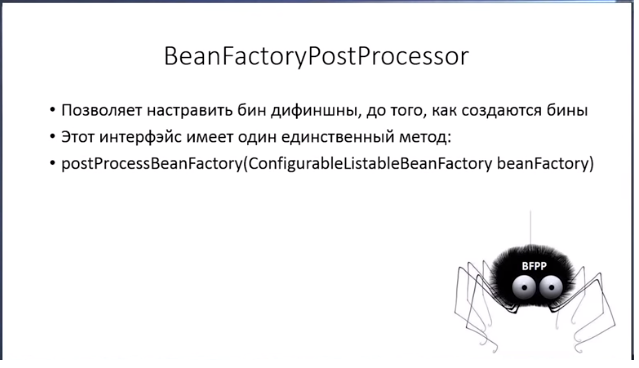 BeanFactoryPostProcessor
• Позволяет настроить бин дифиншны, до того, как создаются бины
• Этот интерфэйс имеет один единственный метод:
• postProcessBeanFactory(ConfigurableListableBeanFactory beanFactory)
BFPP